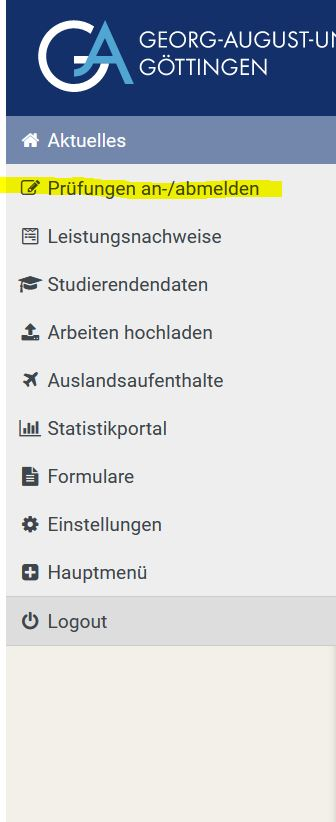 GEORG-AUGUST-UN
GÖTTINGEN
Aktuelles
Prüfungen an-/abmelden
Leistungsnachweise
Studierendendaten
Arbeiten hochladen
Auslandsaufenthalte
Statistikportal
Formulare
Einstellungen
Hauptmenü
Logout